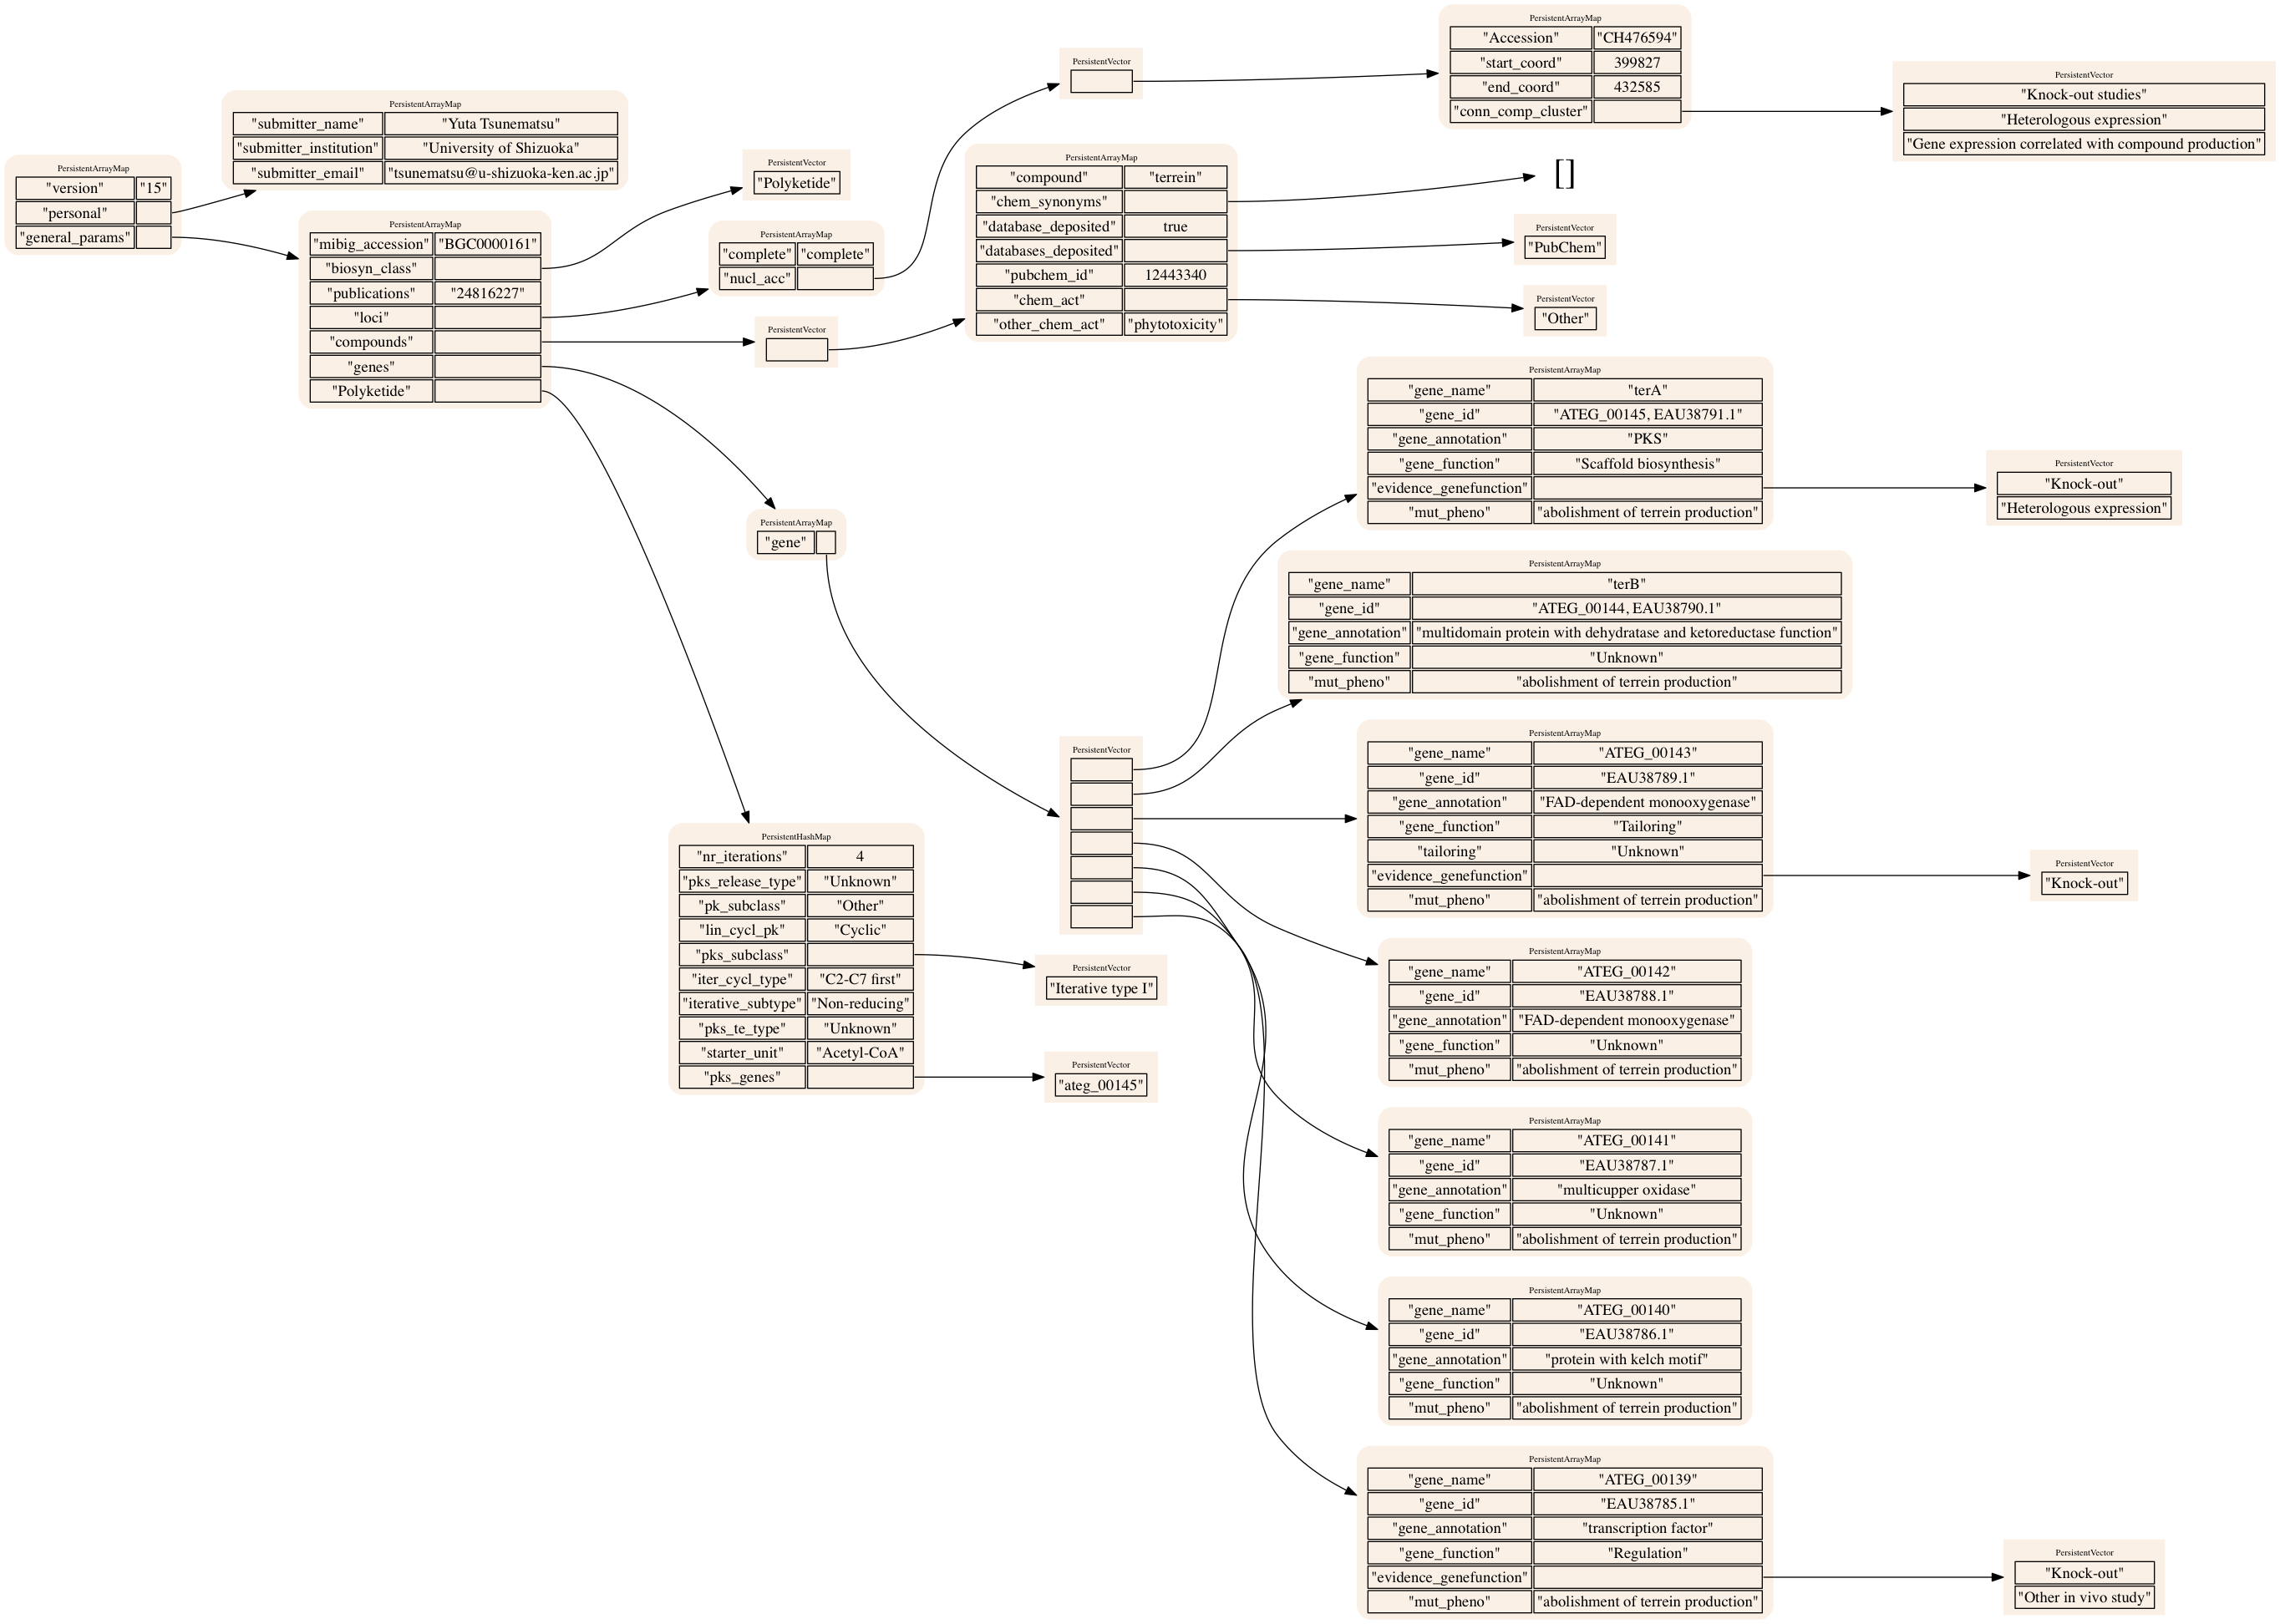 PersistentArrayMap
"version" "15"
"personal"
"general_params"
PersistentArrayMap
"submitter_name" "Yuta Tsunematsu"
"submitter_institution" "University of Shizuoka"
"submitter_email" "tsunematsu@u-shizuoka-ken.ac.jp"
PersistentArrayMap
"mibig_accession" "BGC0000161"
"biosyn_class"
"publications" "24816227"
"loci"
"compounds"
"genes"
"Polyketide"
PersistentVector
"Polyketide"
PersistentArrayMap
"complete" "complete"
"nucl_acc"
PersistentVector
PersistentVector
PersistentArrayMap
"Accession" "CH476594"
"start_coord" 399827
"end_coord" 432585
"conn_comp_cluster"
PersistentVector
"Knock-out studies"
"Heterologous expression"
"Gene expression correlated with compound production"
PersistentArrayMap
"compound" "terrein"
"chem_synonyms"
"database_deposited" true
"databases_deposited"
"pubchem_id" 12443340
"chem_act"
"other_chem_act" "phytotoxicity"
[]
PersistentVector
"PubChem"
PersistentVector
"Other"
PersistentArrayMap
"gene"
PersistentVector
PersistentArrayMap
"gene_name" "terA"
"gene_id" "ATEG_00145, EAU38791.1"
"gene_annotation" "PKS"
"gene_function" "Scaffold biosynthesis"
"evidence_genefunction"
"mut_pheno" "abolishment of terrein production"
PersistentVector
"Knock-out"
"Heterologous expression"
PersistentArrayMap
"gene_name" "terB"
"gene_id" "ATEG_00144, EAU38790.1"
"gene_annotation" "multidomain protein with dehydratase and ketoreductase function"
"gene_function" "Unknown"
"mut_pheno" "abolishment of terrein production"
PersistentArrayMap
"gene_name" "ATEG_00143"
"gene_id" "EAU38789.1"
"gene_annotation" "FAD-dependent monooxygenase"
"gene_function" "Tailoring"
"tailoring" "Unknown"
"evidence_genefunction"
"mut_pheno" "abolishment of terrein production"
PersistentVector
"Knock-out"
PersistentArrayMap
"gene_name" "ATEG_00142"
"gene_id" "EAU38788.1"
"gene_annotation" "FAD-dependent monooxygenase"
"gene_function" "Unknown"
"mut_pheno" "abolishment of terrein production"
PersistentArrayMap
"gene_name" "ATEG_00141"
"gene_id" "EAU38787.1"
"gene_annotation" "multicupper oxidase"
"gene_function" "Unknown"
"mut_pheno" "abolishment of terrein production"
PersistentArrayMap
"gene_name" "ATEG_00140"
"gene_id" "EAU38786.1"
"gene_annotation" "protein with kelch motif"
"gene_function" "Unknown"
"mut_pheno" "abolishment of terrein production"
PersistentArrayMap
"gene_name" "ATEG_00139"
"gene_id" "EAU38785.1"
"gene_annotation" "transcription factor"
"gene_function" "Regulation"
"evidence_genefunction"
"mut_pheno" "abolishment of terrein production"
PersistentVector
"Knock-out"
"Other in vivo study"
PersistentHashMap
"nr_iterations" 4
"pks_release_type" "Unknown"
"pk_subclass" "Other"
"lin_cycl_pk" "Cyclic"
"pks_subclass"
"iter_cycl_type" "C2-C7 first"
"iterative_subtype" "Non-reducing"
"pks_te_type" "Unknown"
"starter_unit" "Acetyl-CoA"
"pks_genes"
PersistentVector
"Iterative type I"
PersistentVector
"ateg_00145"